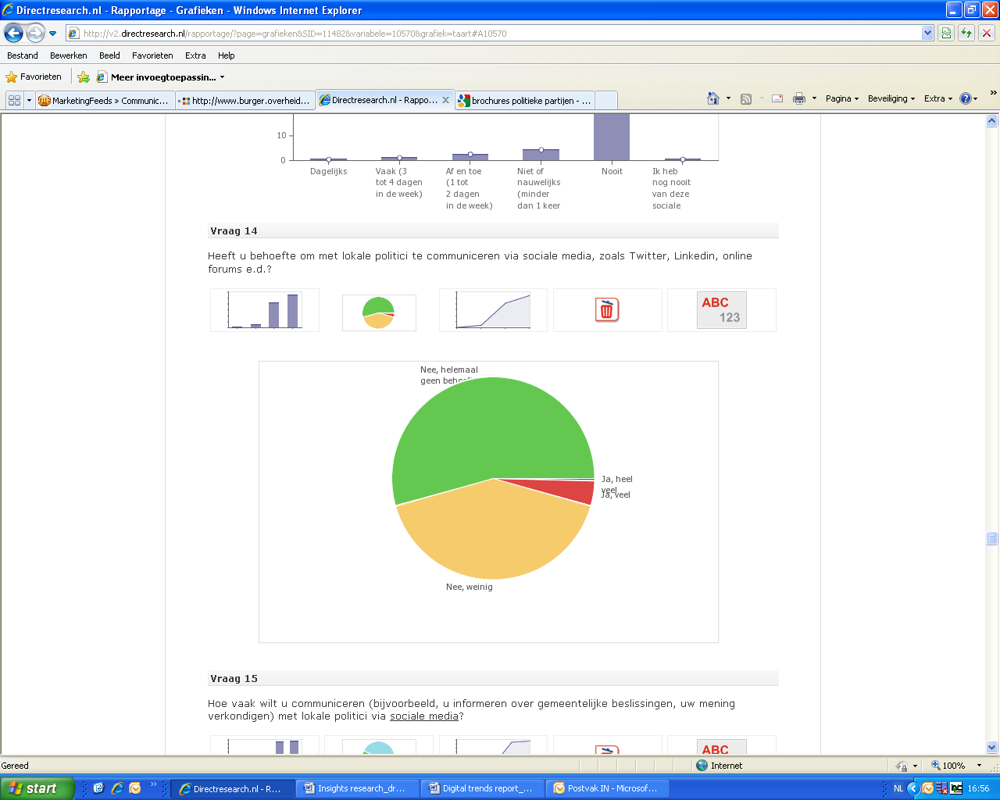 Directresearch.nl - Rapportage - Grafieken - Windows Internet Explorer
http://v2.directresearch.nl/rapportage/?page=grafieken&SID=11482&variabele=10570&grafiek=taart#A10570
Bestand Bewerken Beeld Favorieten Extra Help
Favorieten Meer invoegtoepassin...
MarketingFeeds » Communic... http://www.burger.overheid... Directresearch.nl - Rappo... brochures politieke partijen - ... Pagina Beveiliging Extra
10
0
Dagelijks
Vaak (3
tot 4 dagen
in de week)
Af en toe
(1 tot
2 dagen
in de week)
Niet of
nauwelijks
(minder
dan 1 keer
Nooit
Ik heb
nog nooit
van deze
sociale
Vraag 14
Heeft u behoefte om met lokale politici te communiceren via sociale media, zoals Twitter, Linkedin, online
forums e.d.?
ABC
123
Nee, helemaal
geen
Ja, heel
veel
Ja, veel
Nee, weinig
Vraag 15
Hoe vaak wilt u communiceren (bijvoorbeeld, u informeren over gemeentelijke beslissingen, uw mening
verkondigen) met lokale politici via sociale media?
ABC
Gereed Internet 100%
start Directresearch.nl - R... Insights research_dr... Digital trends report_... Postvak IN - Microsof... NL 16:56